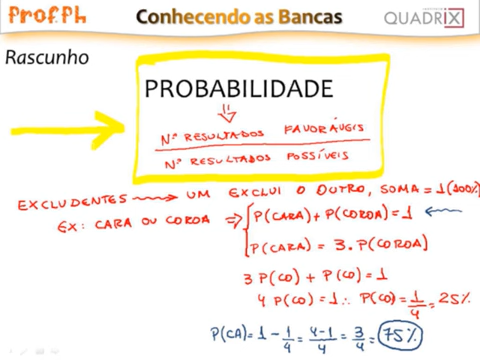 Prof.Ph
Conhecendo as Bancas
QUADRIX
Rascunho
PROBABILIDADE
Nº RESULTADOS FAVORÁVEIS
Nº RESULTADOS POSSÍVEIS
EXCLUDENTES → UM EXCLUI O OUTRO, SOMA = 1 (100%)
EX: CARA OU COROA ⇒ { P(CARA) + P(COROA) = 1 ←
P(CARA) = 3. P(COROA)
3 P(CO) + P(CO) = 1
4 P(CO) = 1 ∴ P(CO) = 1/4 = 25%
P(CA) = 1 - 1/4 = 4-1/4 = 3/4 = 75%